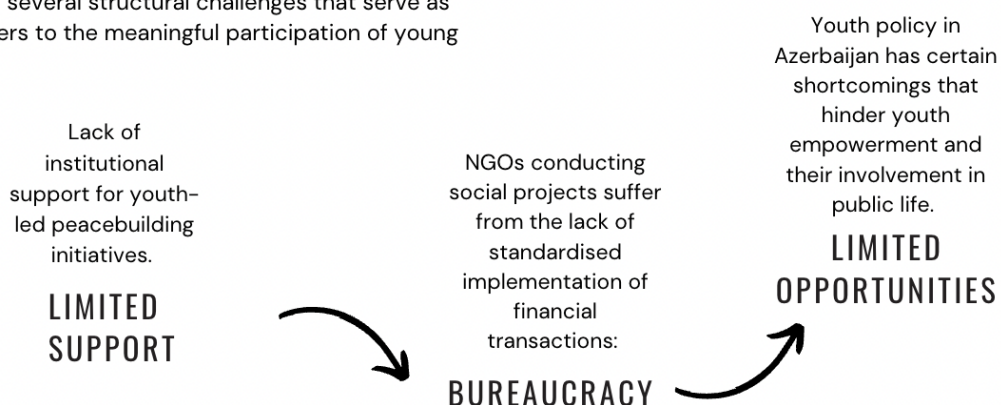 several structural challenges that serve as
to the meaningful participation of young
Lack of
institutional
support for youth-
led peacebuilding
initiatives.
LIMITED
SUPPORT
NGOs conducting
social projects suffer
from the lack of
standardised
implementation of
financial
transactions:
BUREAUCRACY
Youth policy in
Azerbaijan has certain
shortcomings that
hinder youth
empowerment and
their involvement in
public life.
LIMITED
OPPORTUNITIES